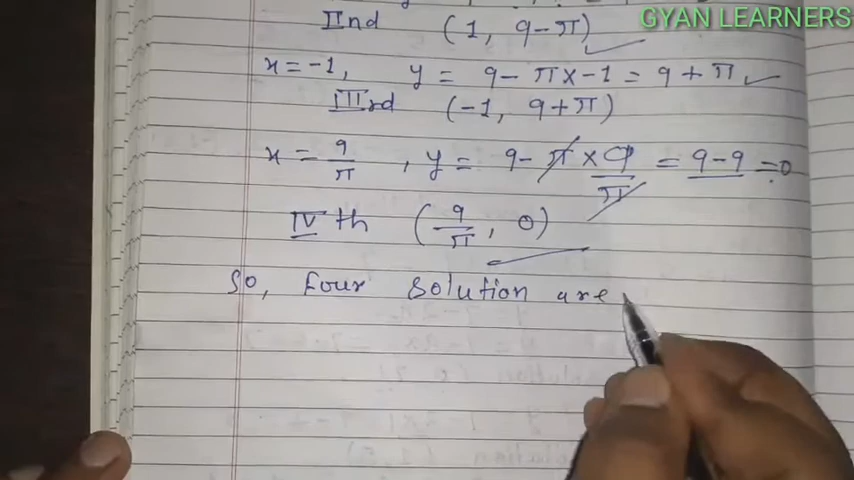 GYAN LEARNERS
IInd (1, 9-π)
x = -1, y = 9 - π x -1 = 9 + π
IIIrd (-1, 9+π)
x = 9/π , y = 9 - π × 9/π = 9-9 = 0
IVth (9/π, 0)
So, four solution are